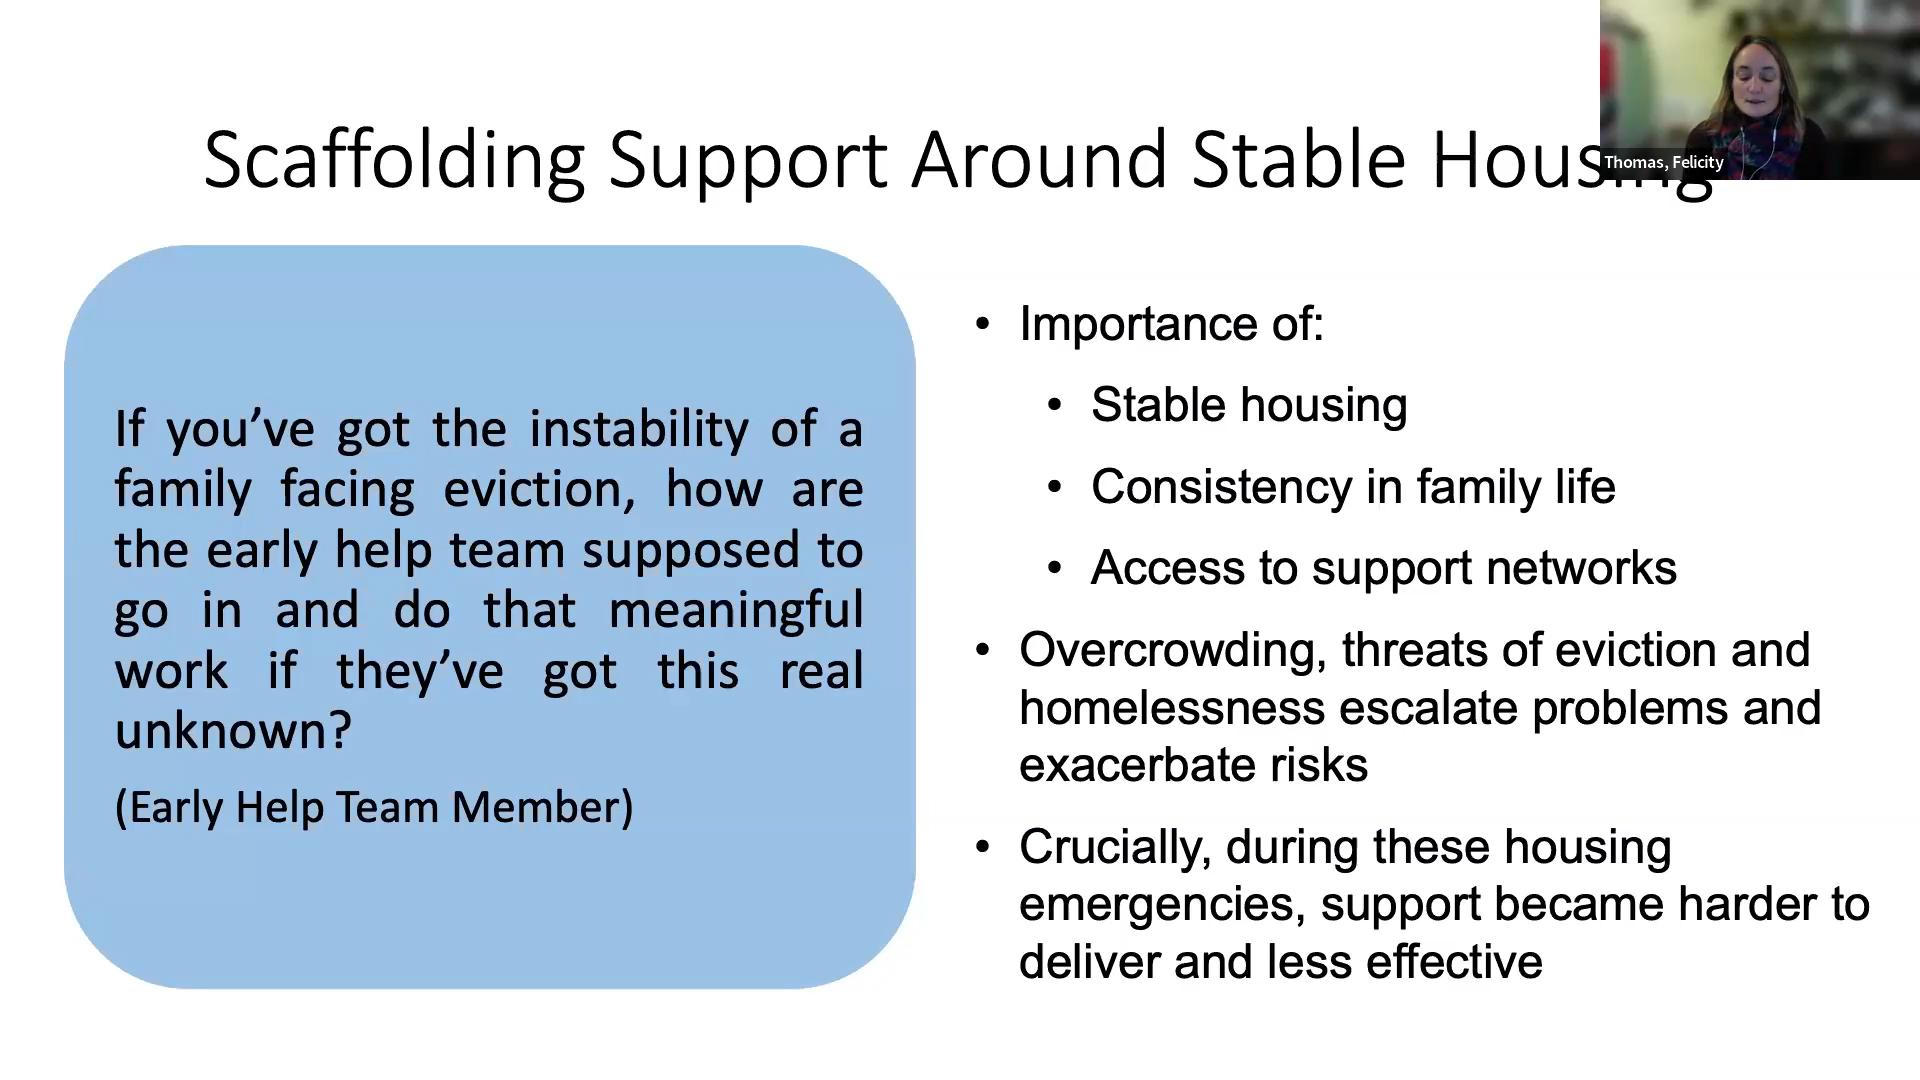 Scaffolding Support Around Stable Housing
Thomas, Felicity
If you’ve got the instability of a
family facing eviction, how are
the early help team supposed to
go in and do that meaningful
work if they’ve got this real
unknown?
(Early Help Team Member)
• Importance of:
• Stable housing
• Consistency in family life
• Access to support networks
• Overcrowding, threats of eviction and
homelessness escalate problems and
exacerbate risks
• Crucially, during these housing
emergencies, support became harder to
deliver and less effective